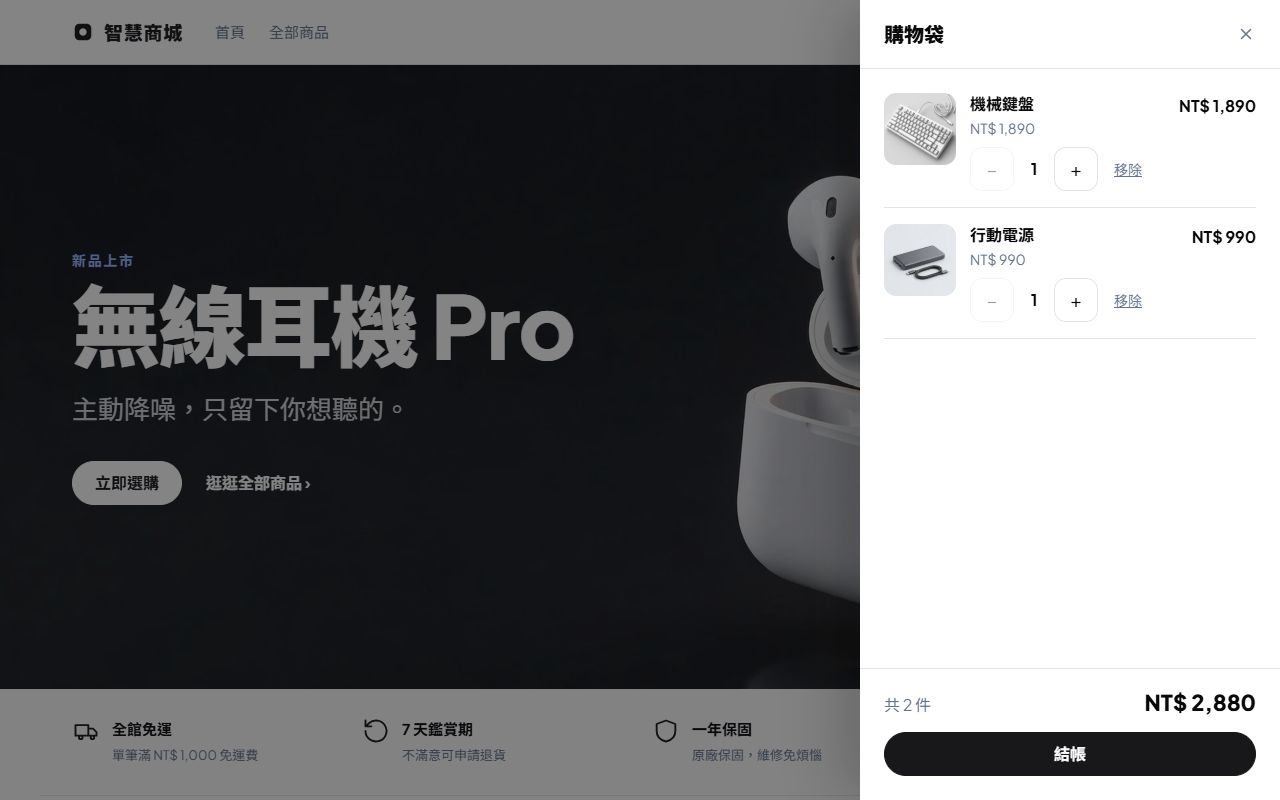 智慧商城 首頁 全部商品
新品上市
無線耳機 Pro
主動降噪，只留下你想聽的。
立即選購 逛逛全部商品 ›
全館免運
單筆滿 NT$ 1,000 免運費
7 天鑑賞期
不滿意可申請退貨
一年保固
原廠保固，維修免煩惱
購物袋 ×
機械鍵盤 NT$ 1,890
NT$ 1,890
− 1 + 移除
行動電源 NT$ 990
NT$ 990
− 1 + 移除
共 2 件 NT$ 2,880
結帳